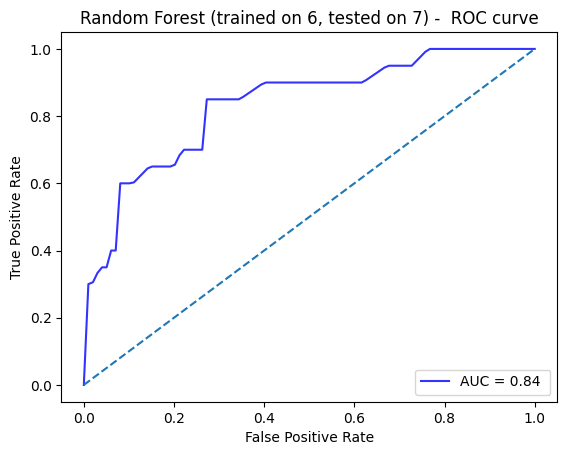 Random Forest (trained on 6, tested on 7) -  ROC curve
1.0
0.8
0.6
0.4
0.2
0.0
True Positive Rate
AUC = 0.84
0.0 0.2 0.4 0.6 0.8 1.0
False Positive Rate